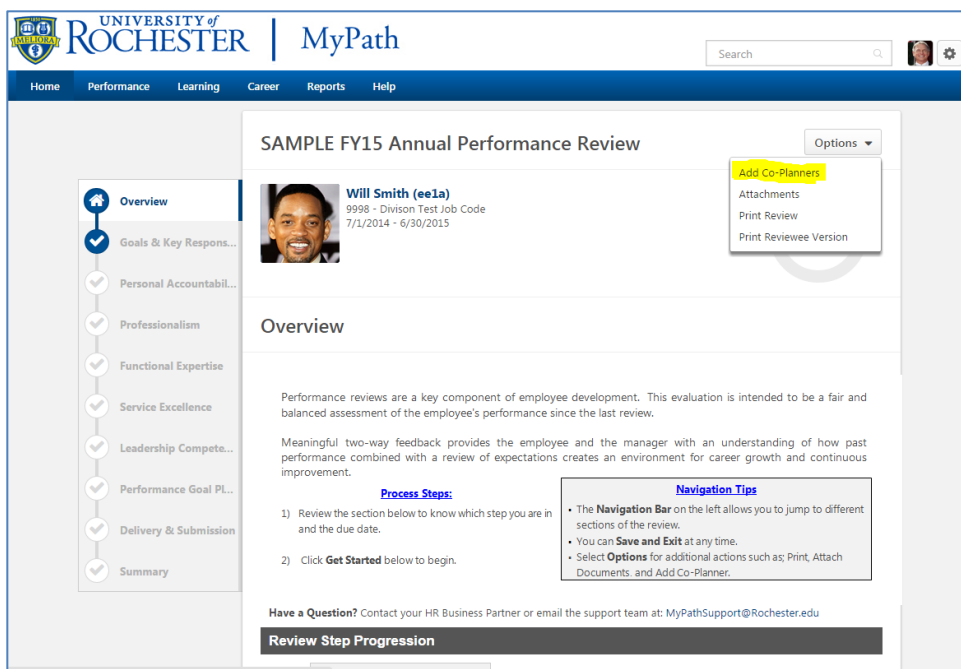 UNIVERSITY of
ROCHESTER
MyPath
MELIORA
Search
Home Performance Learning Career Reports Help
SAMPLE FY15 Annual Performance Review
Options
Add Co-Planners
Attachments
Print Review
Print Reviewee Version
Will Smith (ee1a)
9998 - Divison Test Job Code
7/1/2014 - 6/30/2015
Overview
Goals & Key Respons...
Personal Accountabil...
Professionalism
Functional Expertise
Service Excellence
Leadership Compete...
Performance Goal Pl...
Delivery & Submission
Summary
Overview
Performance reviews are a key component of employee development. This evaluation is intended to be a fair and
balanced assessment of the employee's performance since the last review.
Meaningful two-way feedback provides the employee and the manager with an understanding of how past
performance combined with a review of expectations creates an environment for career growth and continuous
improvement.
Process Steps:
1) Review the section below to know which step you are in
and the due date.
2) Click Get Started below to begin.
Navigation Tips
• The Navigation Bar on the left allows you to jump to different
sections of the review.
• You can Save and Exit at any time.
• Select Options for additional actions such as; Print, Attach
Documents. and Add Co-Planner.
Have a Question? Contact your HR Business Partner or email the support team at: MyPathSupport@Rochester.edu
Review Step Progression